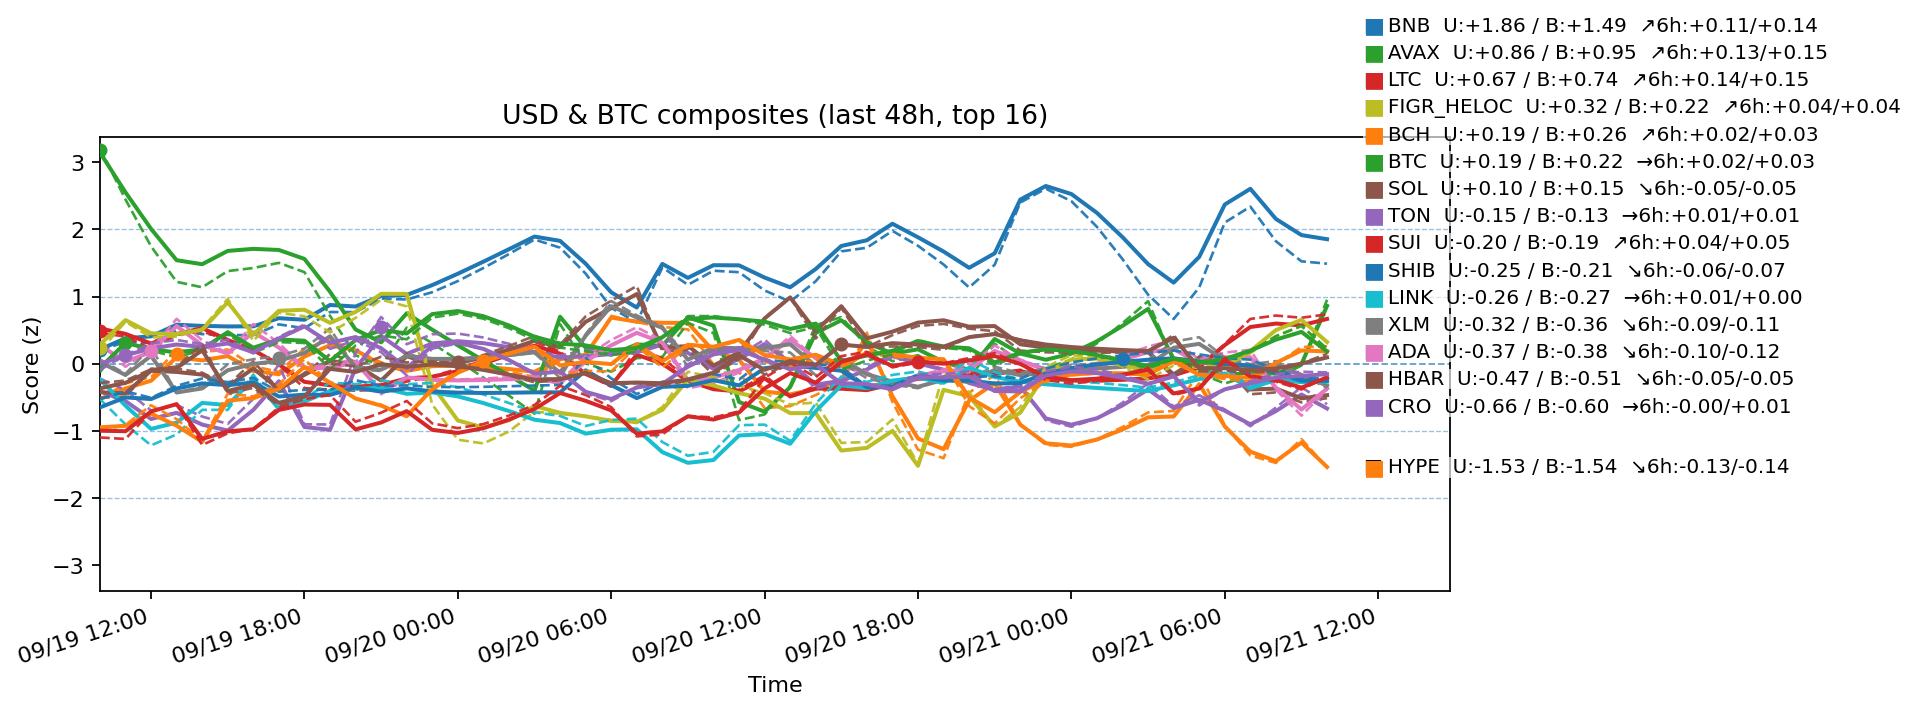 BNB  U:+1.86 / B:+1.49  ↗6h:+0.11/+0.14
AVAX  U:+0.86 / B:+0.95  ↗6h:+0.13/+0.15
LTC  U:+0.67 / B:+0.74  ↗6h:+0.14/+0.15
FIGR_HELOC  U:+0.32 / B:+0.22  ↗6h:+0.04/+0.04
BCH  U:+0.19 / B:+0.26  ↗6h:+0.02/+0.03
BTC  U:+0.19 / B:+0.22  →6h:+0.02/+0.03
SOL  U:+0.10 / B:+0.15  ↘6h:-0.05/-0.05
TON  U:-0.15 / B:-0.13  →6h:+0.01/+0.01
SUI  U:-0.20 / B:-0.19  ↗6h:+0.04/+0.05
SHIB  U:-0.25 / B:-0.21  ↘6h:-0.06/-0.07
LINK  U:-0.26 / B:-0.27  →6h:+0.01/+0.00
XLM  U:-0.32 / B:-0.36  ↘6h:-0.09/-0.11
ADA  U:-0.37 / B:-0.38  ↘6h:-0.10/-0.12
HBAR  U:-0.47 / B:-0.51  ↘6h:-0.05/-0.05
CRO  U:-0.66 / B:-0.60  →6h:-0.00/+0.01
HYPE  U:-1.53 / B:-1.54  ↘6h:-0.13/-0.14
USD & BTC composites (last 48h, top 16)
Score (z)
3
2
1
0
−1
−2
−3
09/19 12:00
09/19 18:00
09/20 00:00
09/20 06:00
09/20 12:00
09/20 18:00
09/21 00:00
09/21 06:00
09/21 12:00
Time